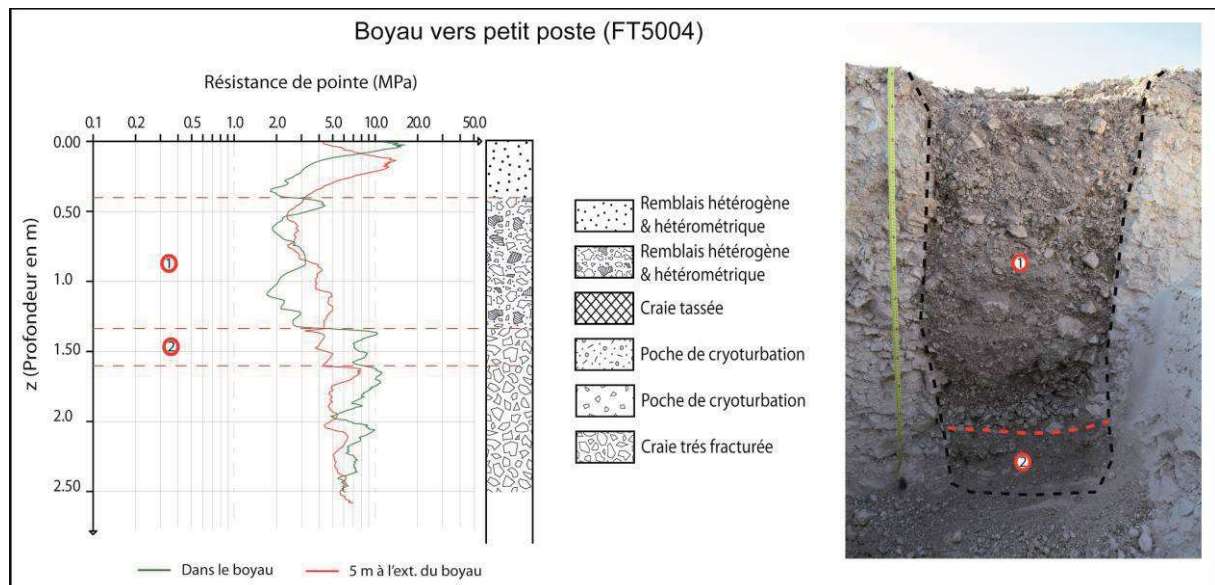 Boyau vers petit poste (FT5004)
Résistance de pointe (MPa)
0.1 0.2 1.0 2.0 5.0 10.0 20.0 50.0
0.00
0.50
1.0
1.50
2.0
2.50
z (Profondeur en m)
1
2
Remblais hétérogène
& hétérométrique
Remblais hétérogène
& hétérométrique
Craie tassée
Poche de cryoturbation
Poche de cryoturbation
Craie trés fracturée
Dans le boyau
5 m à l'ext. du boyau
1
2